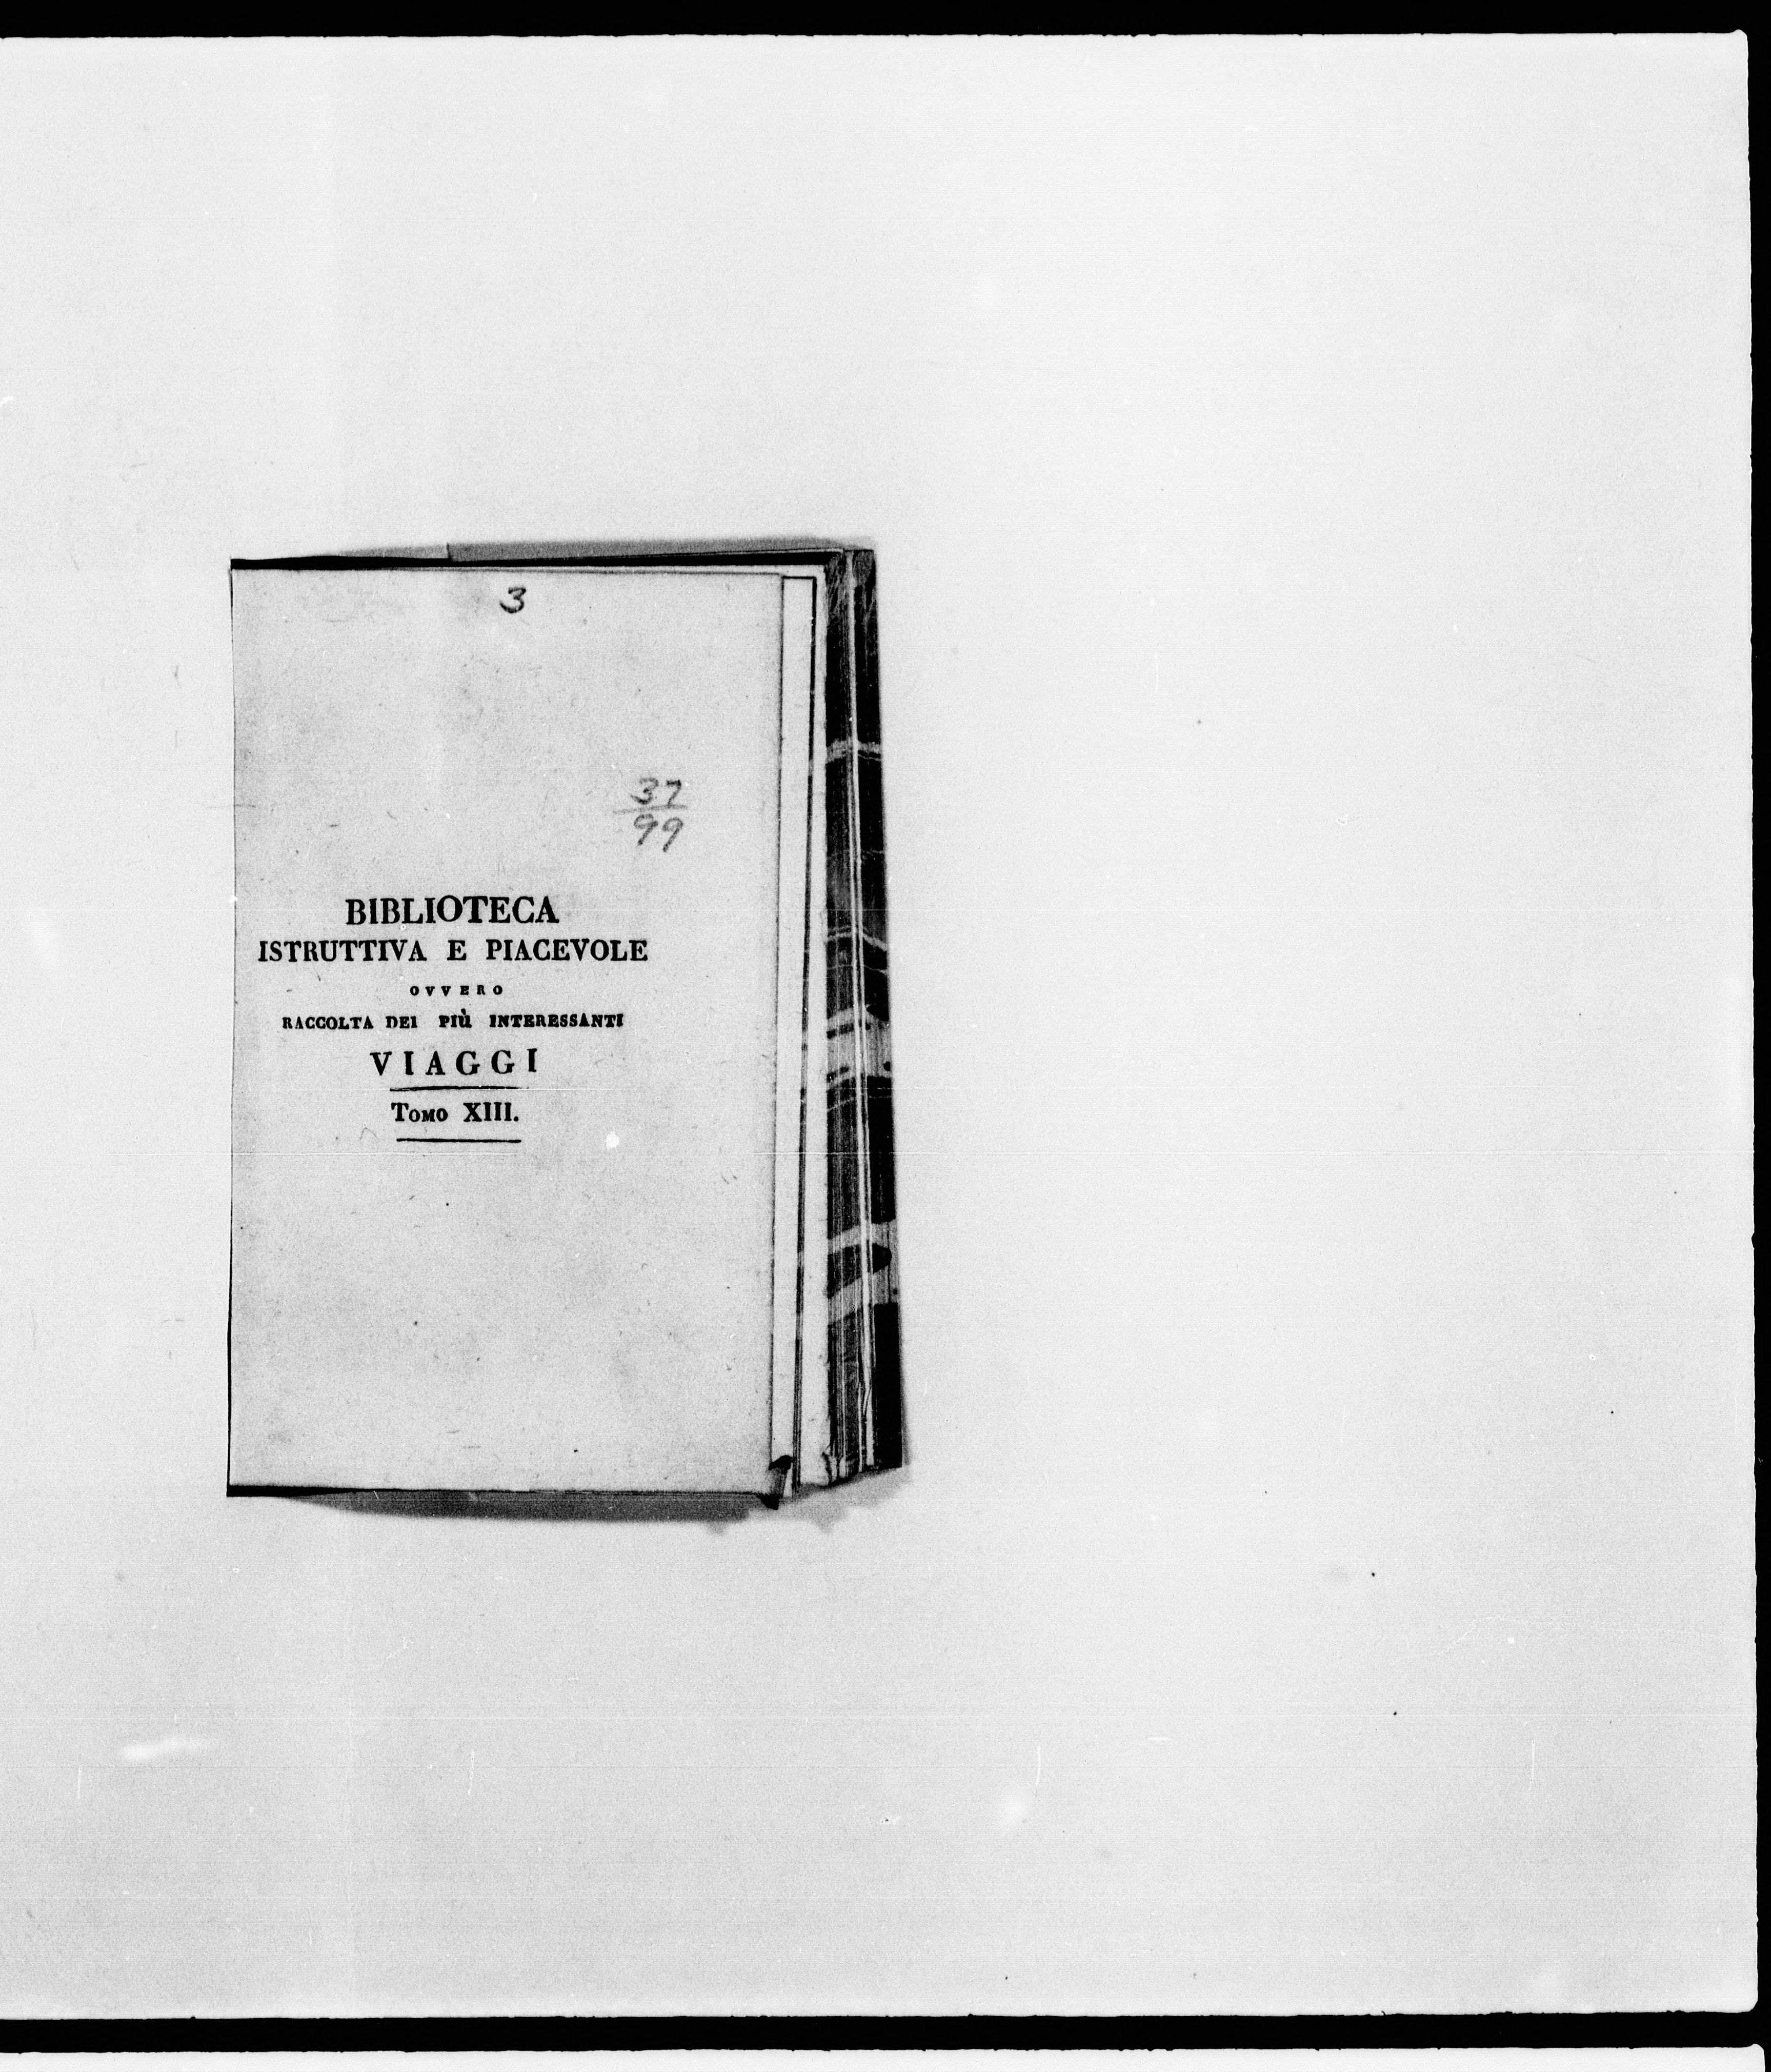 3
37
99
BIBLIOTECA
ISTRUTTIVA E PIACEVOLE
OVVERO
RACCOLTA DEI PIÙ INTERESSANTI
VIAGGI
TOMO XIII.